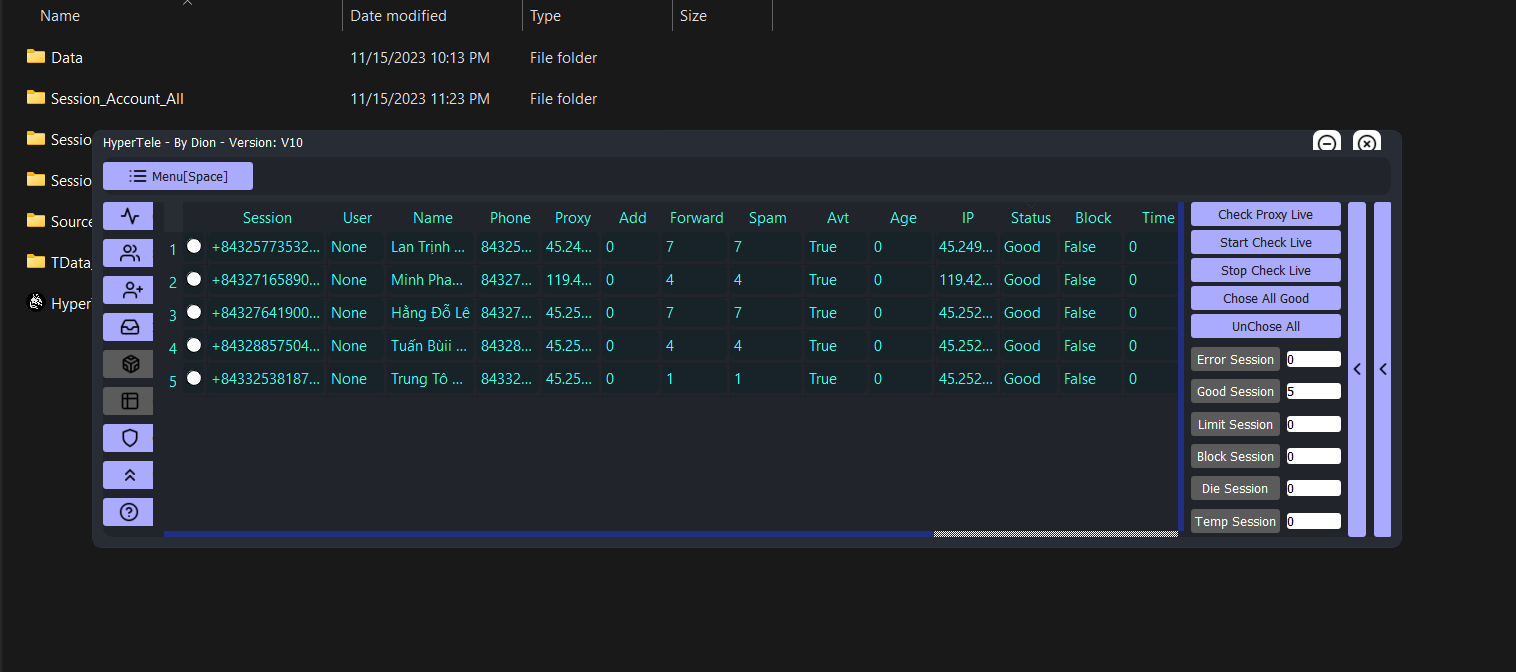 Name Date modified Type Size
Data 11/15/2023 10:13 PM File folder
Session_Account_All 11/15/2023 11:23 PM File folder
Sessio
HyperTele - By Dion - Version: V10
Menu[Space]
Sessio
Source
TData_
Hyper
Session User Name Phone Proxy Add Forward Spam Avt Age IP Status Block Time
1 +84325773532... None Lan Trịnh ... 84325... 45.24... 0 7 7 True 0 45.249... Good False 0
2 +84327165890... None Minh Pha... 84327... 119.4... 0 4 4 True 0 119.42... Good False 0
3 +84327641900... None Hằng Đỗ Lê 84327... 45.25... 0 7 7 True 0 45.252... Good False 0
4 +84328857504... None Tuấn Bùii ... 84328... 45.25... 0 4 4 True 0 45.252... Good False 0
5 +84332538187... None Trung Tô ... 84332... 45.25... 0 1 1 True 0 45.252... Good False 0
Check Proxy Live
Start Check Live
Stop Check Live
Chose All Good
UnChose All
Error Session 0
Good Session 5
Limit Session 0
Block Session 0
Die Session 0
Temp Session 0